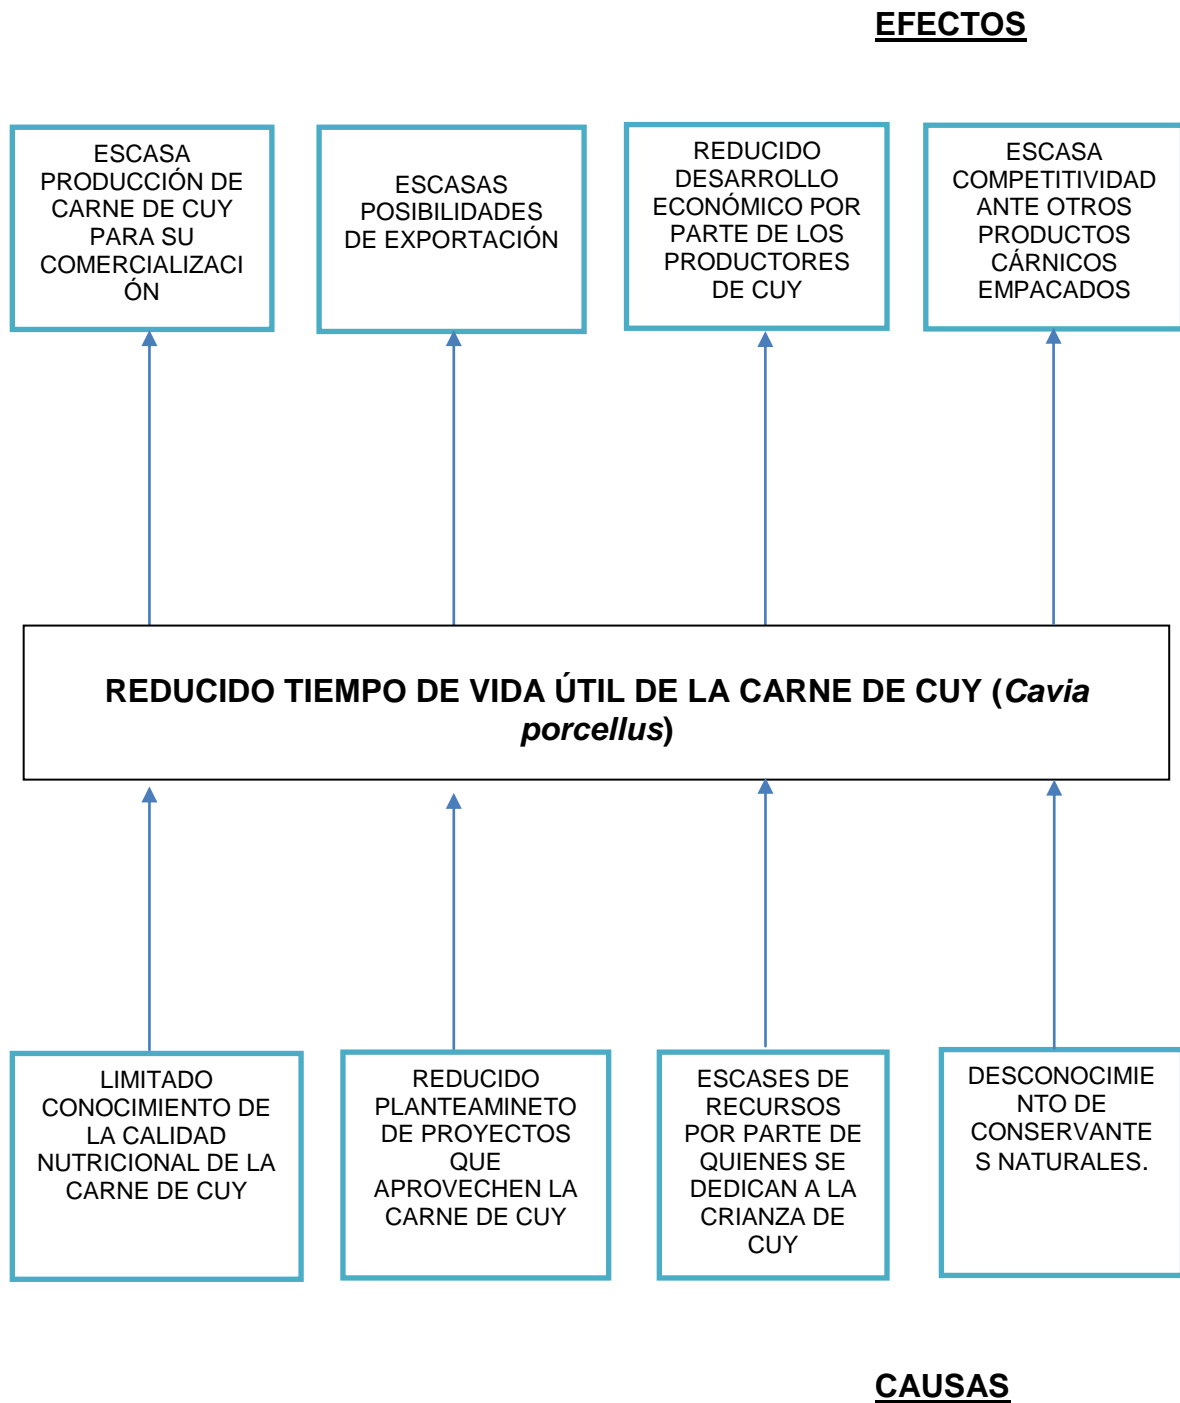 EFECTOS
ESCASA
PRODUCCIÓN DE
CARNE DE CUY
PARA SU
COMERCIALIZACI
ÓN
ESCASAS
POSIBILIDADES
DE EXPORTACIÓN
REDUCIDO
DESARROLLO
ECONÓMICO POR
PARTE DE LOS
PRODUCTORES
DE CUY
ESCASA
COMPETITIVIDAD
ANTE OTROS
PRODUCTOS
CÁRNICOS
EMPACADOS
REDUCIDO TIEMPO DE VIDA ÚTIL DE LA CARNE DE CUY (Cavia
porcellus)
LIMITADO
CONOCIMIENTO DE
LA CALIDAD
NUTRICIONAL DE LA
CARNE DE CUY
REDUCIDO
PLANTEAMINETO
DE PROYECTOS
QUE
APROVECHEN LA
CARNE DE CUY
ESCASES DE
RECURSOS
POR PARTE DE
QUIENES SE
DEDICAN A LA
CRIANZA DE
CUY
DESCONOCIMIE
NTO DE
CONSERVANTE
S NATURALES.
CAUSAS